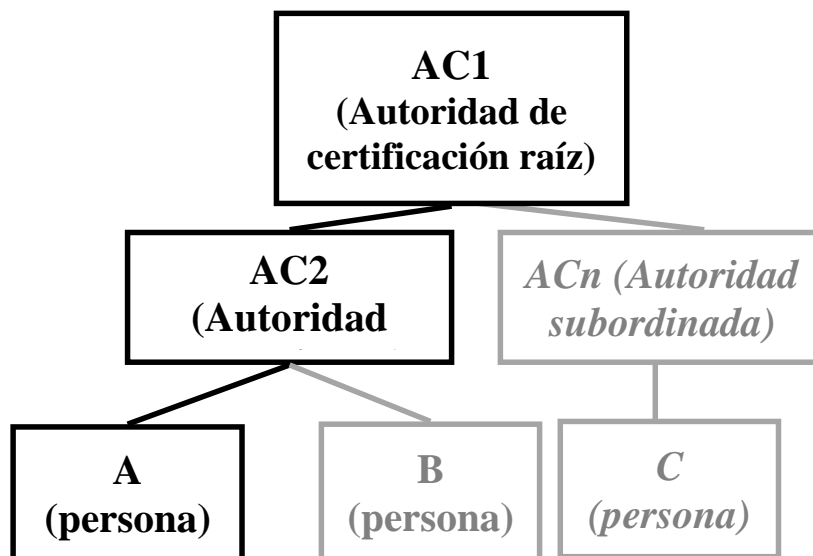 AC1
(Autoridad de
certificación raíz)
AC2
(Autoridad
ACn (Autoridad
subordinada)
A
(persona)
B
(persona)
C
(persona)